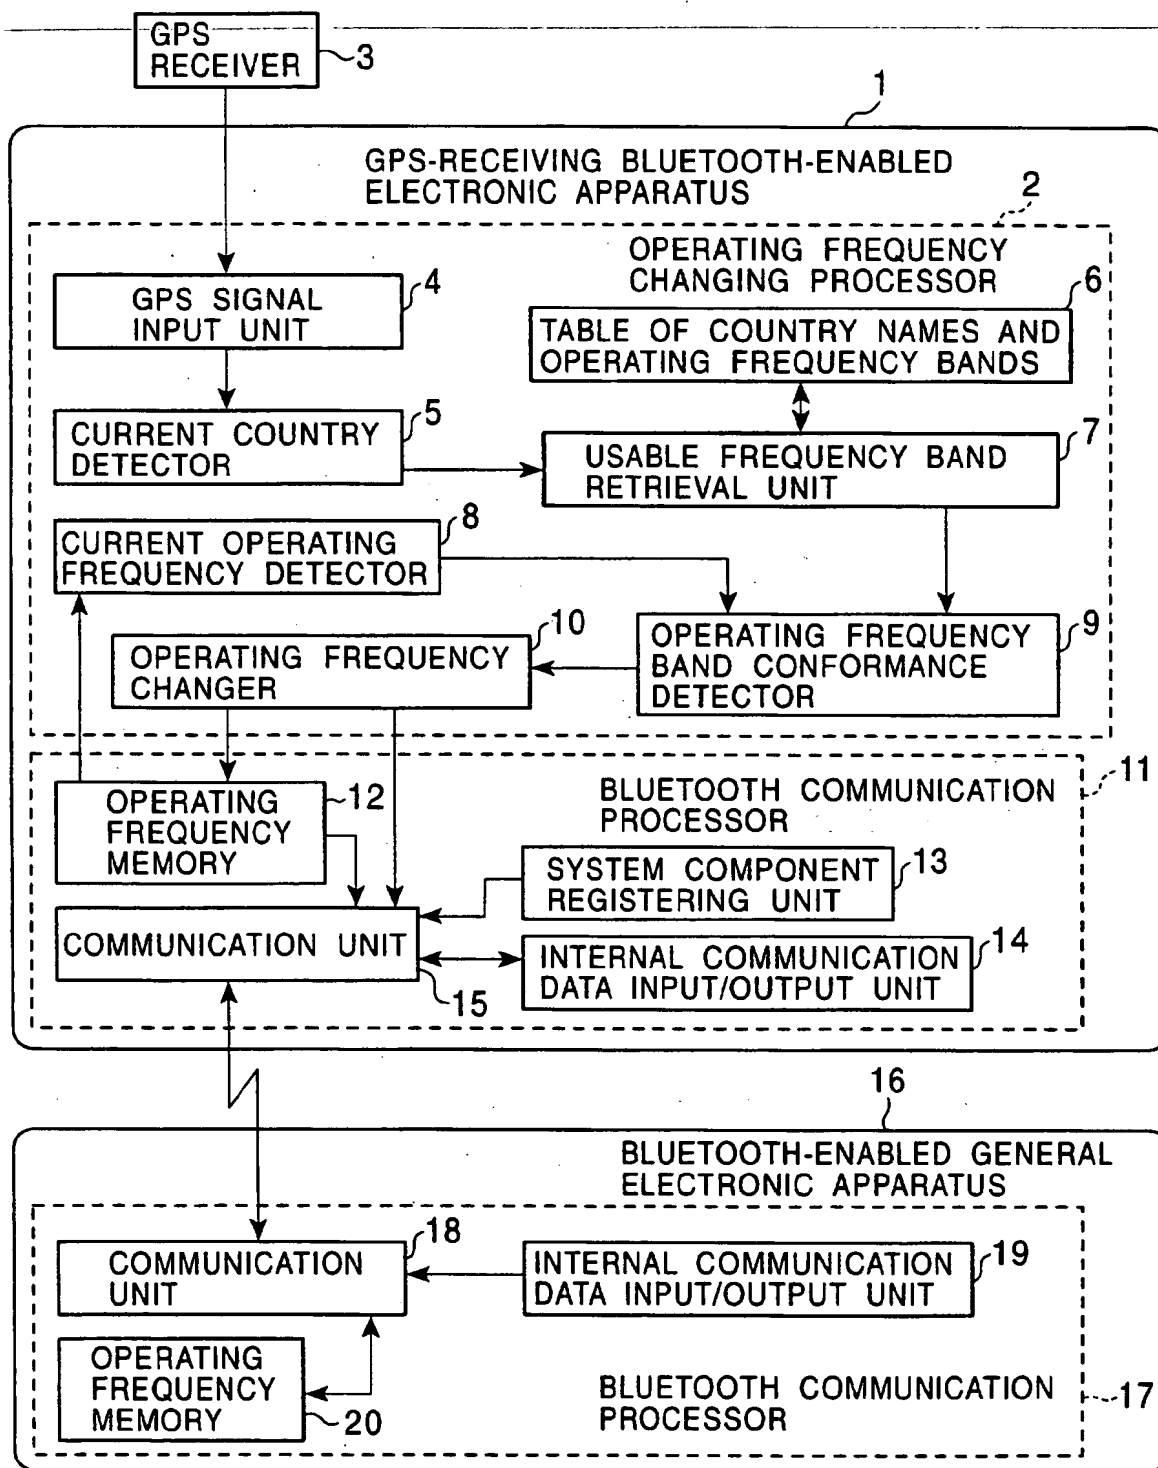 GPS
RECEIVER
3
1
GPS-RECEIVING BLUETOOTH-ENABLED
ELECTRONIC APPARATUS
2
OPERATING FREQUENCY
CHANGING PROCESSOR
GPS SIGNAL
INPUT UNIT
4
6
TABLE OF COUNTRY NAMES AND
OPERATING FREQUENCY BANDS
CURRENT COUNTRY
DETECTOR
5
USABLE FREQUENCY BAND
RETRIEVAL UNIT
7
CURRENT OPERATING
FREQUENCY DETECTOR
8
OPERATING FREQUENCY
CHANGER
10
OPERATING FREQUENCY
BAND CONFORMANCE
DETECTOR
9
11
OPERATING
FREQUENCY
MEMORY
12
BLUETOOTH COMMUNICATION
PROCESSOR
SYSTEM COMPONENT
REGISTERING UNIT
13
COMMUNICATION UNIT
15
INTERNAL COMMUNICATION
DATA INPUT/OUTPUT UNIT
14
16
BLUETOOTH-ENABLED GENERAL
ELECTRONIC APPARATUS
COMMUNICATION
UNIT
18
INTERNAL COMMUNICATION
DATA INPUT/OUTPUT UNIT
19
OPERATING
FREQUENCY
MEMORY
20
BLUETOOTH COMMUNICATION
PROCESSOR
17